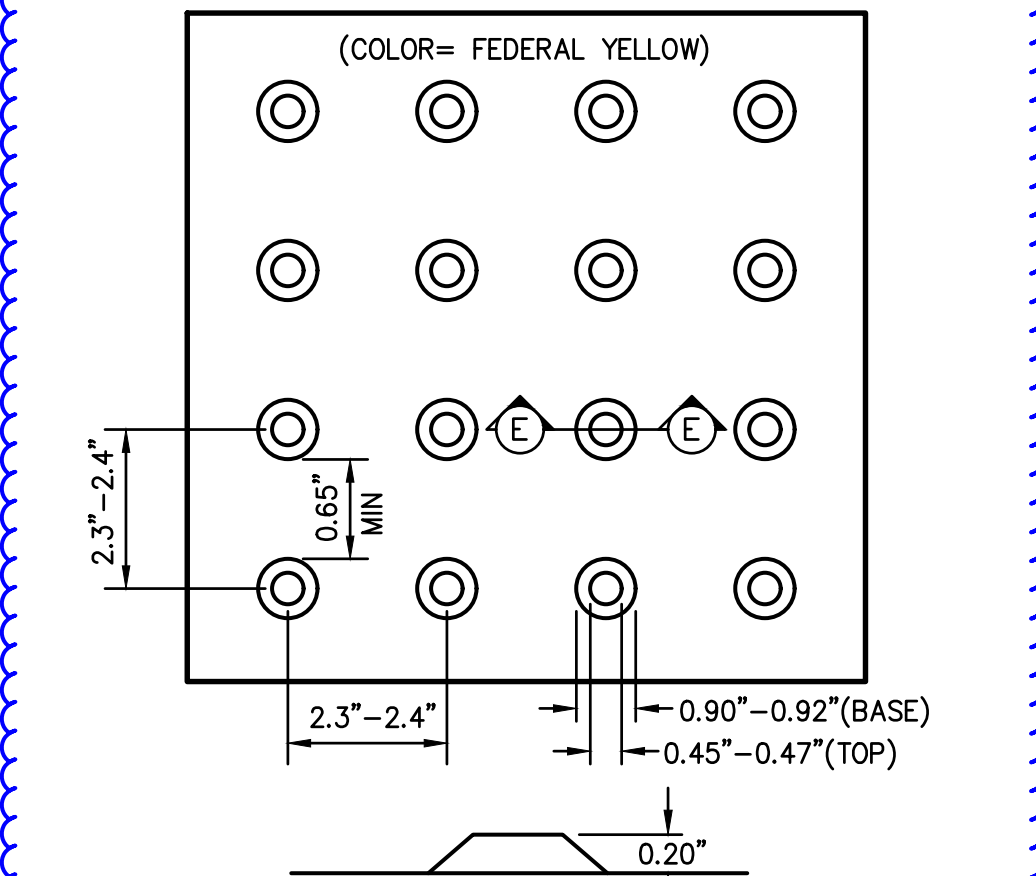 (COLOR= FEDERAL YELLOW)
E E
2.3”-2.4”
0.65”
MIN
2.3”-2.4”
0.90”-0.92”(BASE)
0.45”-0.47”(TOP)
0.20”